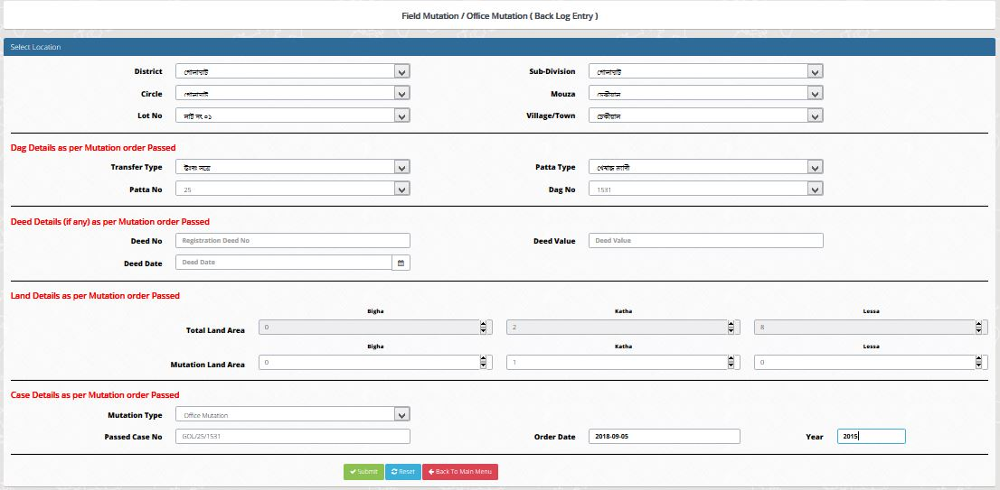 Field Mutation / Office Mutation ( Back Log Entry )
Select Location
District গোলাঘাট Sub-Division গোলাঘাট
Circle গোলাঘাট Mouza ঢেকীয়াল
Lot No লাট নং ০১ Village/Town ঢেকীয়াল
Dag Details as per Mutation order Passed
Transfer Type Patta Type খেৰাজ ম্যাদী
Patta No 25 Dag No 1531
Deed Details (if any) as per Mutation order Passed
Deed No Registration Deed No Deed Value Deed Value
Deed Date Deed Date
Land Details as per Mutation order Passed
Bigha Katha Lessa
Total Land Area 0 2 8
Bigha Katha Lessa
Mutation Land Area 0 1 0
Case Details as per Mutation order Passed
Mutation Type Office Mutation
Passed Case No GOL/25/1531 Order Date 2018-09-05 Year 2015
Submit Reset Back To Main Menu